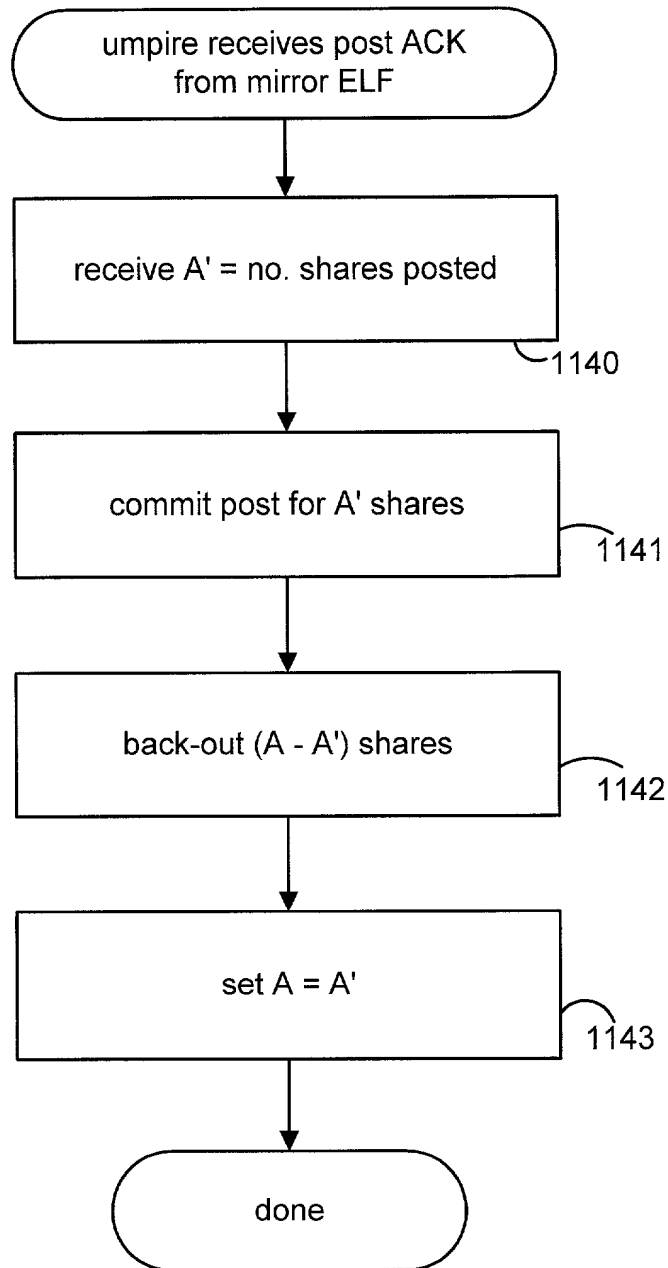 umpire receives post ACK
from mirror ELF
receive A' = no. shares posted
1140
commit post for A' shares
1141
back-out (A - A') shares
1142
set A = A'
1143
done